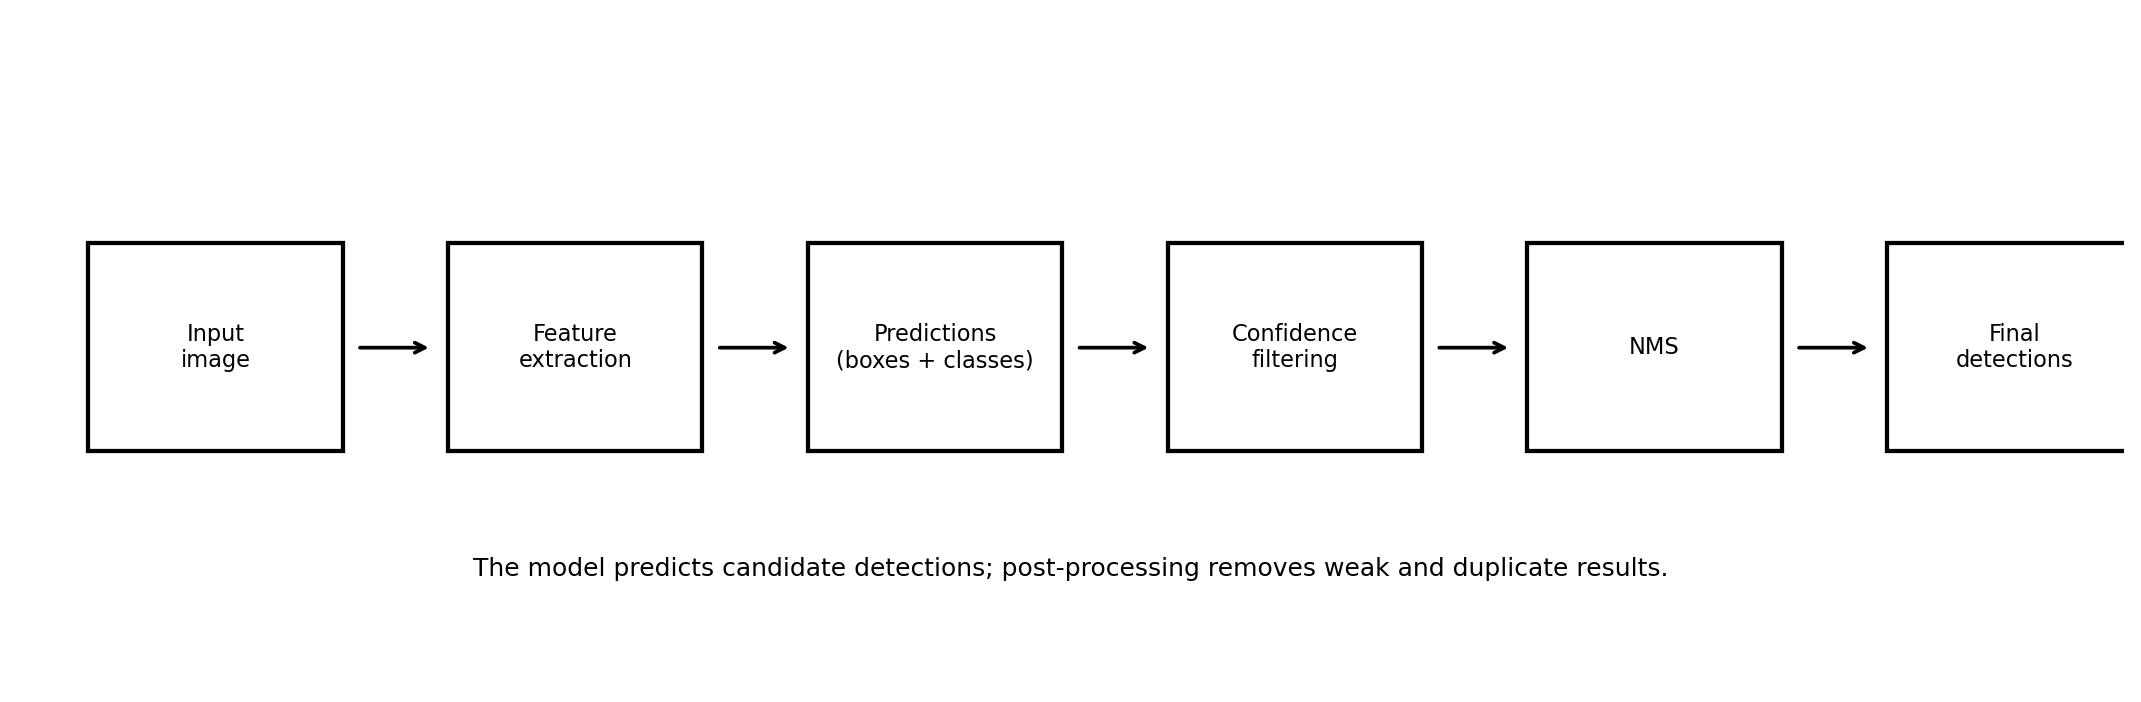 Input
image
Feature
extraction
Predictions
(boxes + classes)
Confidence
filtering
NMS
Final
detections
The model predicts candidate detections; post-processing removes weak and duplicate results.